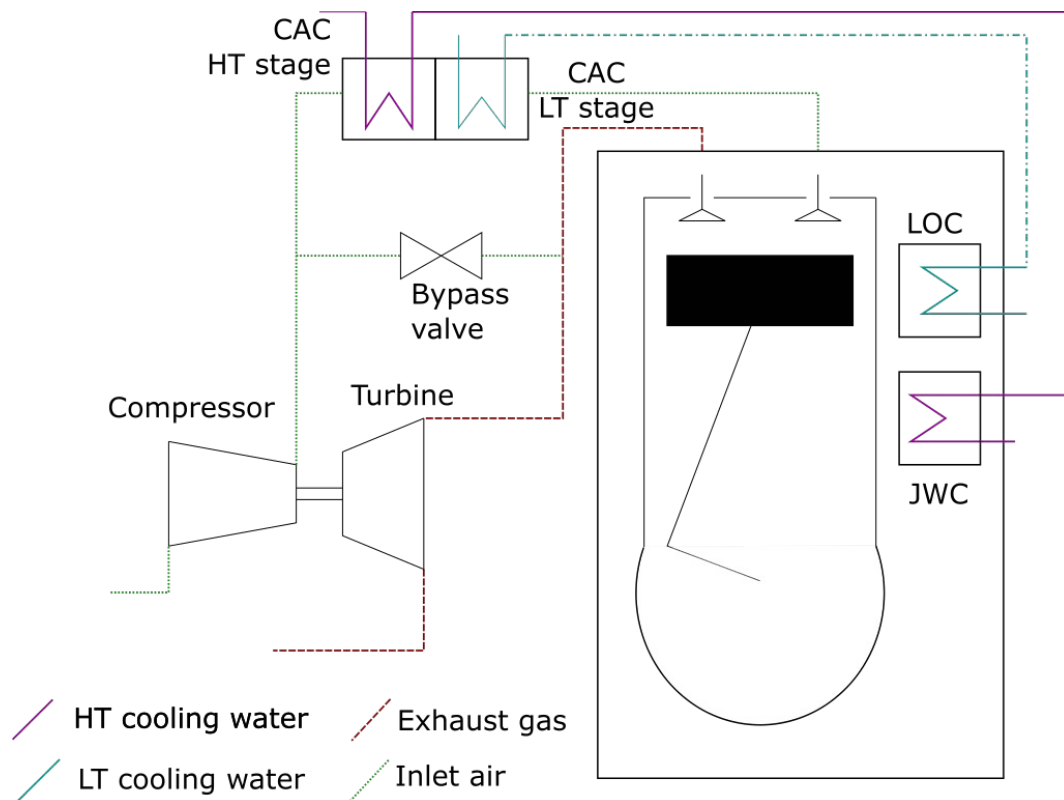 CAC
HT stage
CAC
LT stage
LOC
Bypass
valve
Turbine
Compressor
JWC
HT cooling water
Exhaust gas
LT cooling water
Inlet air